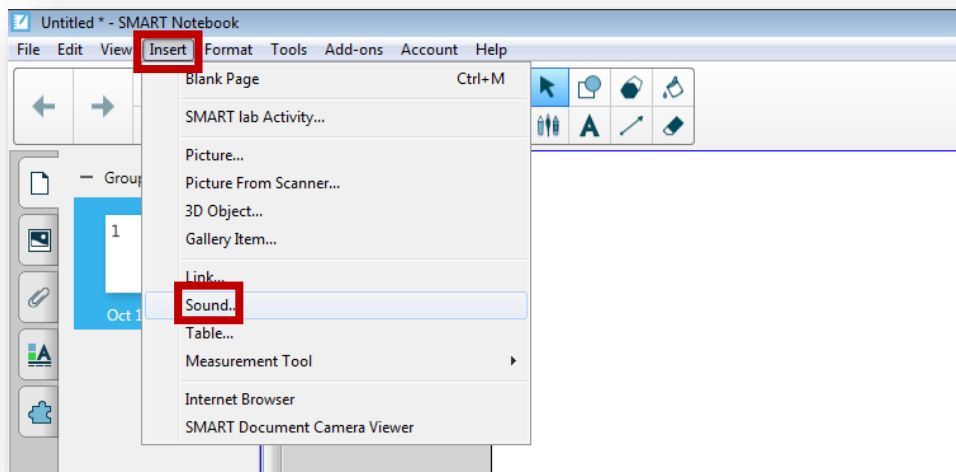 Untitled * - SMART Notebook
File Edit View Insert Format Tools Add-ons Account Help
Blank Page Ctrl+M
SMART lab Activity...
Picture...
Picture From Scanner...
3D Object...
Gallery Item...
Link...
Sound...
Table...
Measurement Tool
Internet Browser
SMART Document Camera Viewer
Group
1
Oct 1
A
A